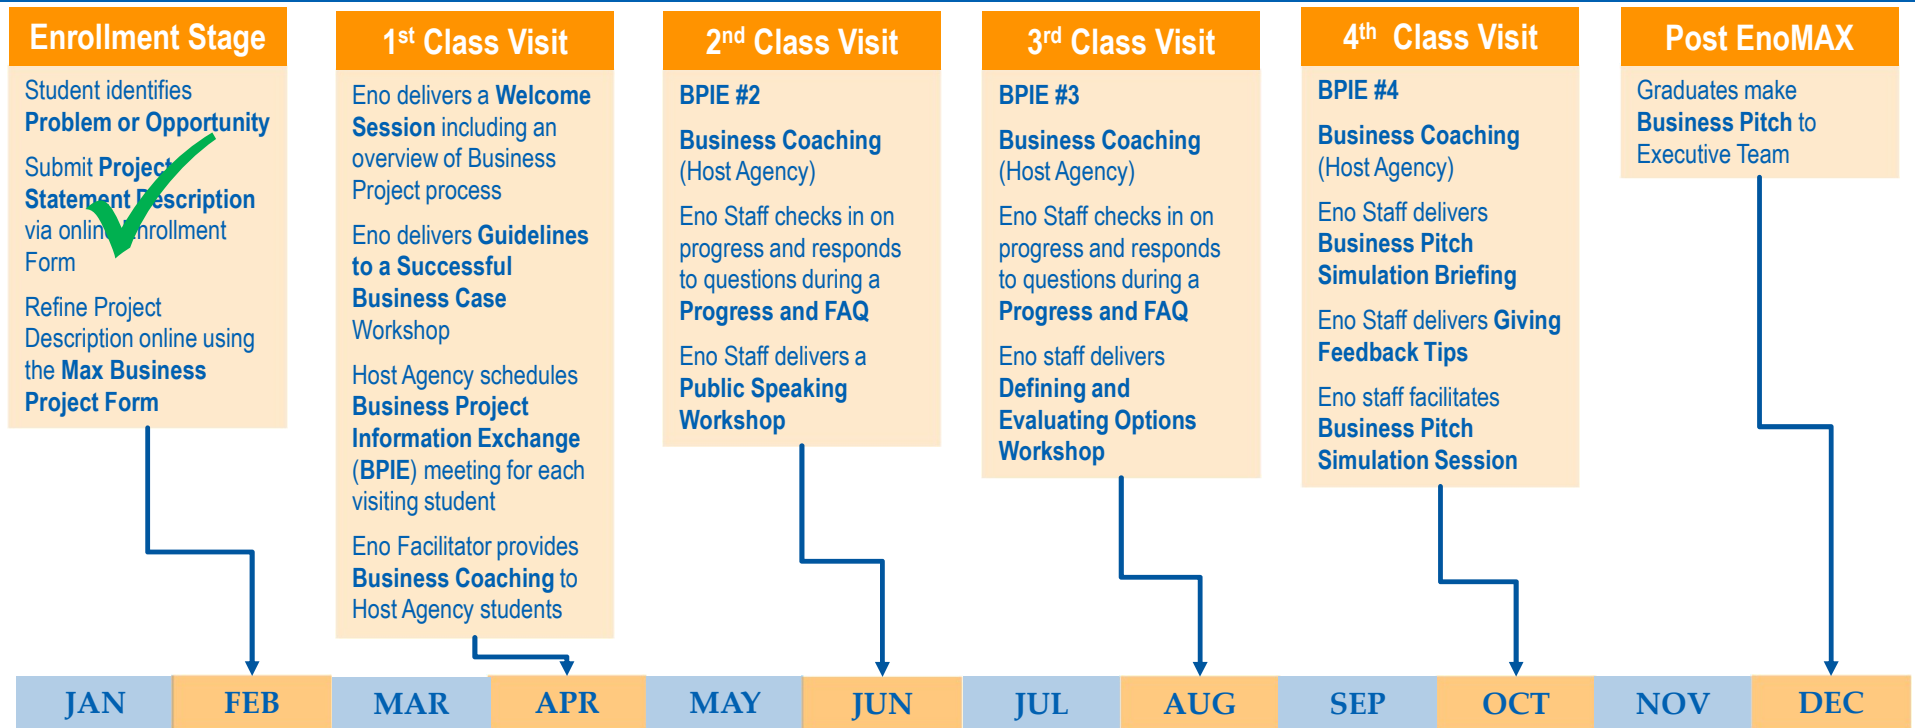 Enrollment Stage
Student identifies
Problem or Opportunity
Submit Project
Statement Description
via online Enrollment
Form
Refine Project
Description online using
the Max Business
Project Form
1st Class Visit
Eno delivers a Welcome
Session including an
overview of Business
Project process
Eno delivers Guidelines
to a Successful
Business Case
Workshop
Host Agency schedules
Business Project
Information Exchange
(BPIE) meeting for each
visiting student
Eno Facilitator provides
Business Coaching to
Host Agency students
2nd Class Visit
BPIE #2
Business Coaching
(Host Agency)
Eno Staff checks in on
progress and responds
to questions during a
Progress and FAQ
Eno Staff delivers a
Public Speaking
Workshop
3rd Class Visit
BPIE #3
Business Coaching
(Host Agency)
Eno Staff checks in on
progress and responds
to questions during a
Progress and FAQ
Eno staff delivers
Defining and
Evaluating Options
Workshop
4th Class Visit
BPIE #4
Business Coaching
(Host Agency)
Eno Staff delivers
Business Pitch
Simulation Briefing
Eno Staff delivers Giving
Feedback Tips
Eno staff facilitates
Business Pitch
Simulation Session
Post EnoMAX
Graduates make
Business Pitch to
Executive Team
JAN FEB MAR APR MAY JUN JUL AUG SEP OCT NOV DEC